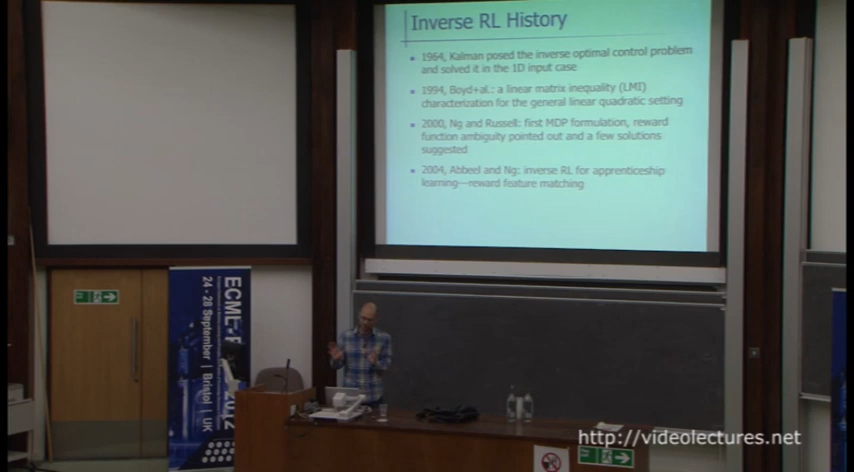 Inverse RL History
1964, Kalman posed the inverse optimal control problem
and solved it in the 1D input case
1994, Boyd+al.: a linear matrix inequality (LMI)
characterization for the general linear quadratic setting
2000, Ng and Russell: first MDP formulation, reward
function ambiguity pointed out and a few solutions
suggested
2004, Abbeel and Ng: inverse RL for apprenticeship
learning—reward feature matching
24 - 28 September | Bristol | UK
2012
http://videolectures.net